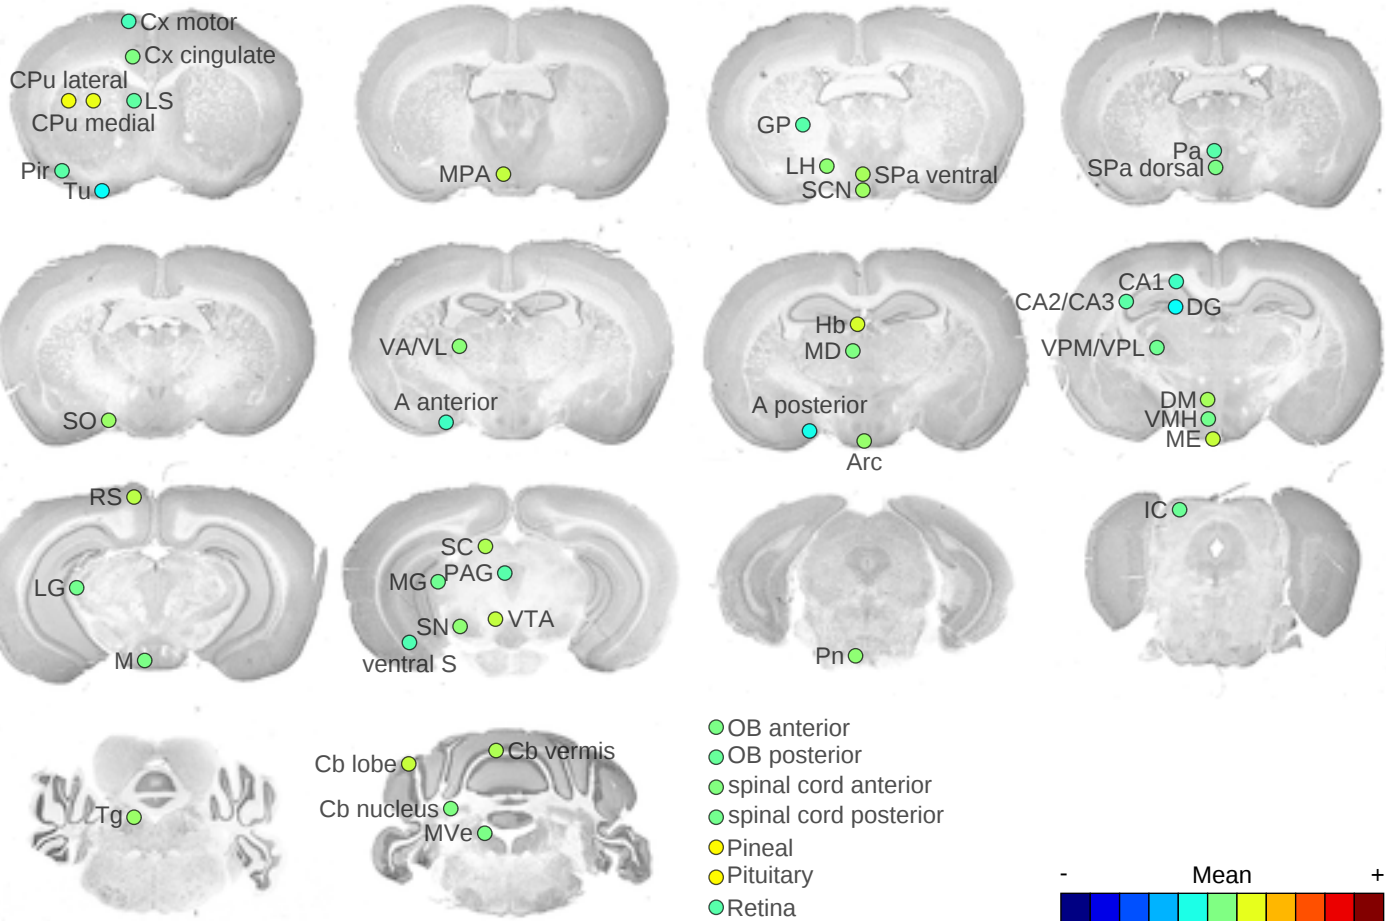 Cx motor
Cx cingulate
CPu lateral
LS
CPu medial
Pir
Tu
MPA
GP
LH
SPa ventral
SCN
Pa
SPa dorsal
SO
VA/VL
A anterior
Hb
MD
A posterior
Arc
CA1
CA2/CA3
DG
VPM/VPL
DM
VMH
ME
RS
LG
M
SC
MG
PAG
SN
VTA
ventral S
Pn
IC
Tg
Cb lobe
Cb vermis
Cb nucleus
MVe
OB anterior
OB posterior
spinal cord anterior
spinal cord posterior
Pineal
Pituitary
Retina
- Mean +